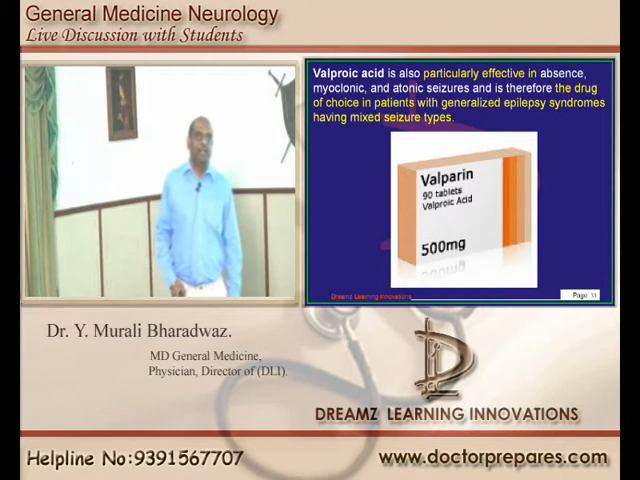 General Medicine Neurology
Live Discussion with Students
Valproic acid is also particularly effective in absence,
myoclonic, and atonic seizures and is therefore the drug
of choice in patients with generalized epilepsy syndromes
having mixed seizure types.
Valparin
90 tablets
Valproic Acid
500mg
Dreamz Learning Innovations
Page 33
Dr. Y. Murali Bharadwaz.
MD General Medicine,
Physician, Director of (DLI).
DREAMZ LEARNING INNOVATIONS
Helpline No:9391567707
www.doctorprepares.com